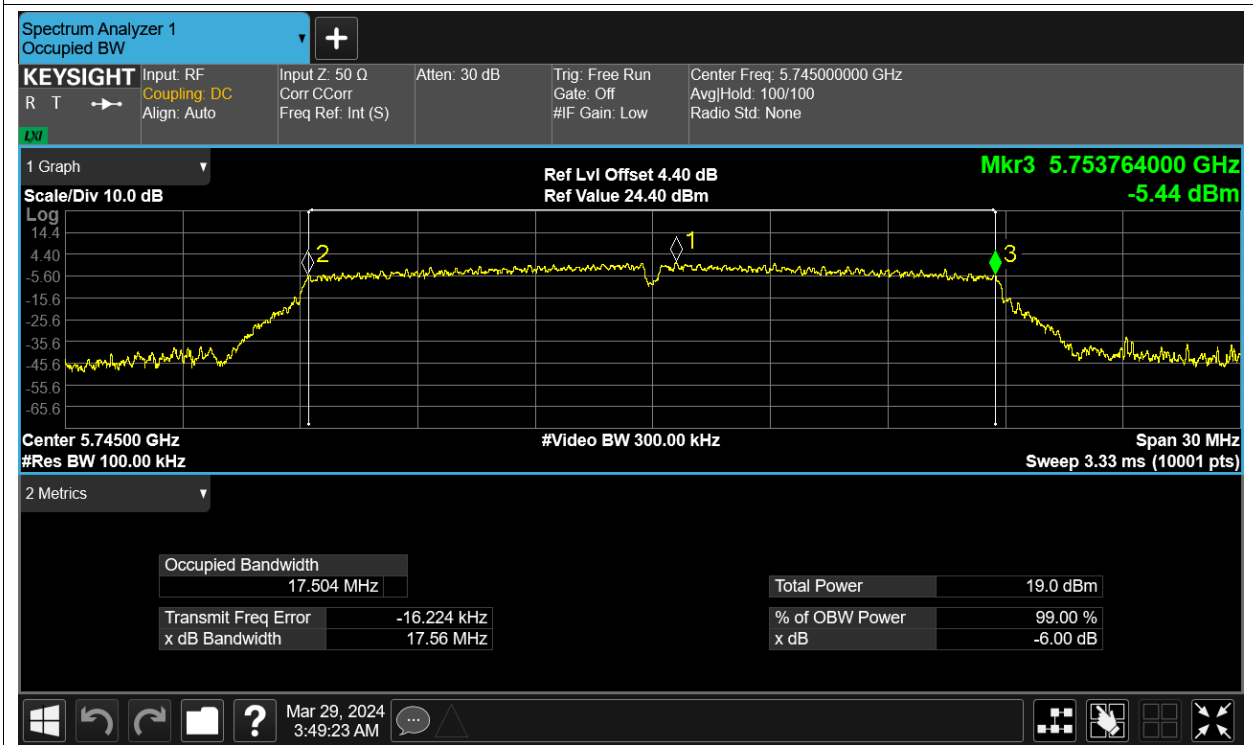 Spectrum Analyzer 1
Occupied BW
KEYSIGHT
R T
LXI
Input: RF
Coupling: DC
Align: Auto
Input Z: 50 Ω
Corr CCorr
Freq Ref: Int (S)
Atten: 30 dB
Trig: Free Run
Gate: Off
#IF Gain: Low
Center Freq: 5.745000000 GHz
Avg|Hold: 100/100
Radio Std: None
1 Graph
Scale/Div 10.0 dB
Ref Lvl Offset 4.40 dB
Ref Value 24.40 dBm
Mkr3 5.753764000 GHz
-5.44 dBm
Log
14.4
4.40
-5.60
-15.6
-25.6
-35.6
-45.6
-55.6
-65.6
2
1
3
Center 5.74500 GHz
#Video BW 300.00 kHz
Span 30 MHz
#Res BW 100.00 kHz
Sweep 3.33 ms (10001 pts)
2 Metrics
Occupied Bandwidth
17.504 MHz
Total Power 19.0 dBm
Transmit Freq Error -16.224 kHz
% of OBW Power 99.00 %
x dB Bandwidth 17.56 MHz
x dB -6.00 dB
?
Mar 29, 2024
3:49:23 AM